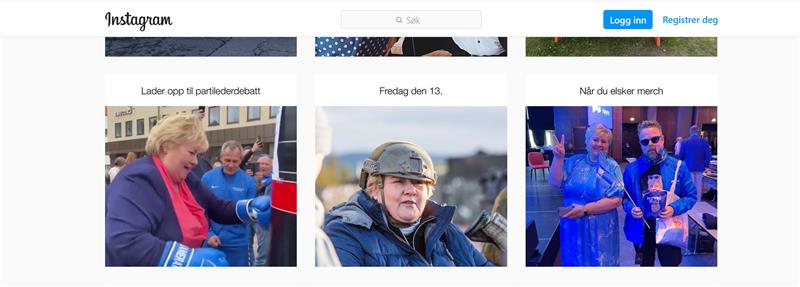 Instagram
Søk
Logg inn
Registrer deg
Lader opp til partilederdebatt
Fredag den 13.
Når du elsker merch